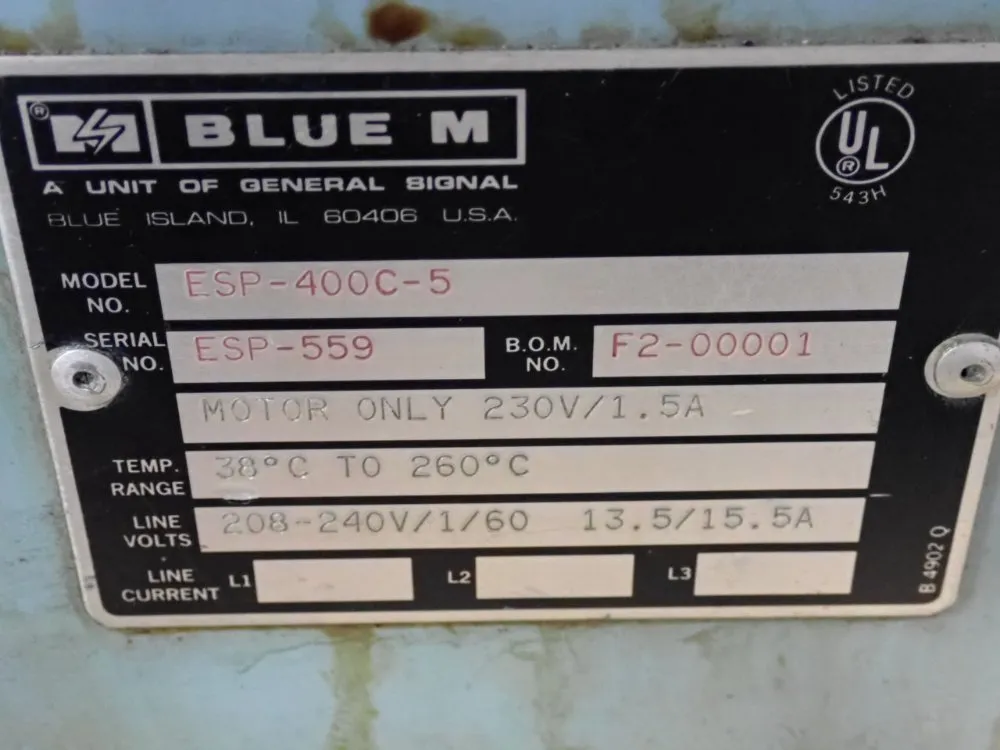 ® BLUE M
A UNIT OF GENERAL SIGNAL
BLUE ISLAND, IL 60406 U.S.A.
LISTED
UL ®
543H
MODEL NO. ESP-400C-5
SERIAL NO. ESP-559 B.O.M. NO. F2-00001
MOTOR ONLY 230V/1.5A
TEMP. RANGE 38°C TO 260°C
LINE VOLTS 208-240V/1/60 13.5/15.5A
LINE CURRENT L1 L2 L3
B 4902 Q